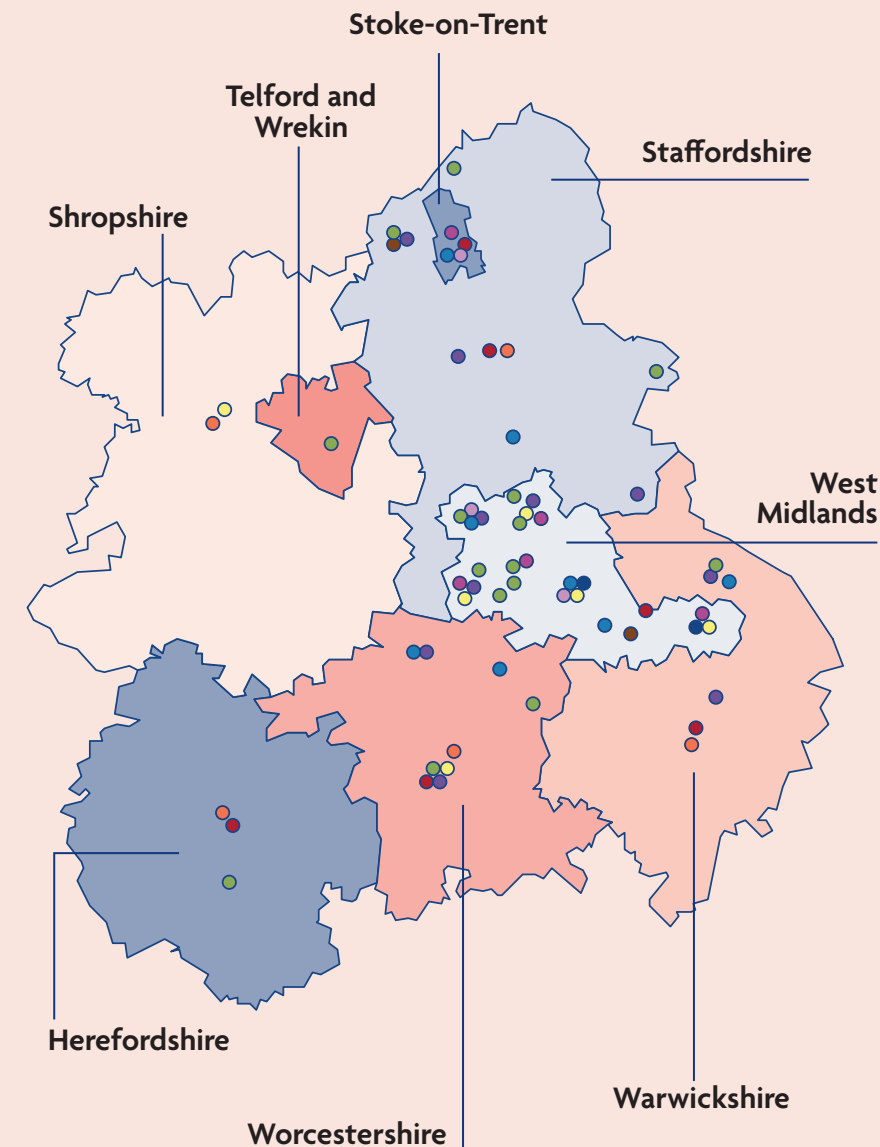 Stoke-on-Trent
Telford and
Wrekin
Staffordshire
Shropshire
West
Midlands
Herefordshire
Warwickshire
Worcestershire